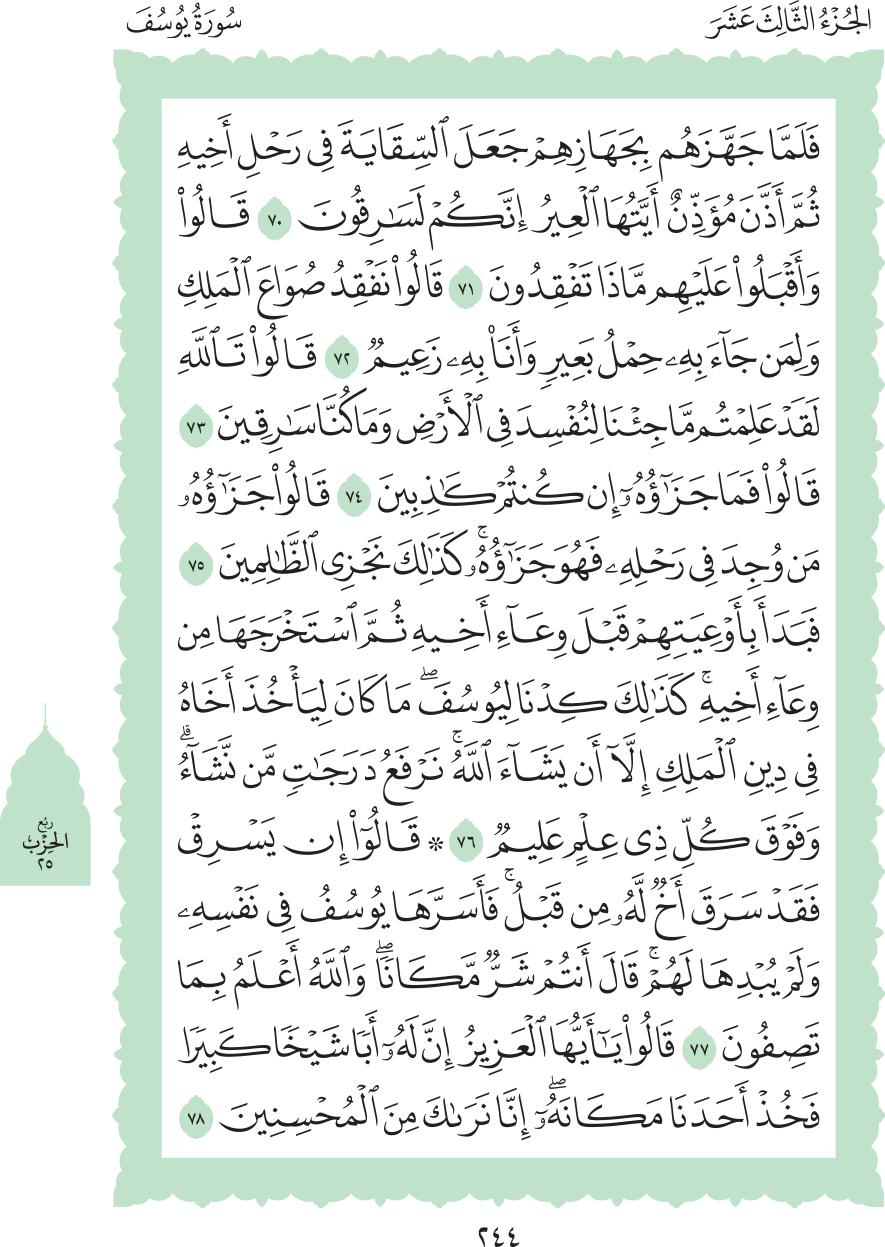 الجُزْءُ الثَّالِثَ عَشَرَ
سُورَةُ يُوسُفَ
فَلَمَّا جَهَّزَهُم بِجَهَازِهِمْ جَعَلَ ٱلسِّقَايَةَ فِى رَحْلِ أَخِيهِ
ثُمَّ أَذَّنَ مُؤَذِّنٌ أَيَّتُهَا ٱلْعِيرُ إِنَّكُمْ لَسَٰرِقُونَ ٧٠ قَالُوا۟
وَأَقْبَلُوا۟ عَلَيْهِم مَّاذَا تَفْقِدُونَ ٧١ قَالُوا۟ نَفْقِدُ صُوَاعَ ٱلْمَلِكِ
وَلِمَن جَآءَ بِهِۦ حِمْلُ بَعِيرٍ وَأَنَا۠ بِهِۦ زَعِيمٌ ٧٢ قَالُوا۟ تَٱللَّهِ
لَقَدْ عَلِمْتُم مَّا جِئْنَا لِنُفْسِدَ فِى ٱلْأَرْضِ وَمَا كُنَّا سَٰرِقِينَ ٧٣
قَالُوا۟ فَمَا جَزَٰٓؤُهُۥٓ إِن كُنتُمْ كَٰذِبِينَ ٧٤ قَالُوا۟ جَزَٰٓؤُهُۥ
مَن وُجِدَ فِى رَحْلِهِۦ فَهُوَ جَزَٰٓؤُهُۥ ۚ كَذَٰلِكَ نَجْزِى ٱلظَّٰلِمِينَ ٧٥
فَبَدَأَ بِأَوْعِيَتِهِمْ قَبْلَ وِعَآءِ أَخِيهِ ثُمَّ ٱسْتَخْرَجَهَا مِن
وِعَآءِ أَخِيهِ ۚ كَذَٰلِكَ كِدْنَا لِيُوسُفَ ۖ مَا كَانَ لِيَأْخُذَ أَخَاهُ
فِى دِينِ ٱلْمَلِكِ إِلَّآ أَن يَشَآءَ ٱللَّهُ ۚ نَرْفَعُ دَرَجَٰتٍ مَّن نَّشَآءُ ۗ
وَفَوْقَ كُلِّ ذِى عِلْمٍ عَلِيمٌ ٧٦ ۞ قَالُوٓا۟ إِن يَسْرِقْ
فَقَدْ سَرَقَ أَخٌ لَّهُۥ مِن قَبْلُ ۚ فَأَسَرَّهَا يُوسُفُ فِى نَفْسِهِۦ
وَلَمْ يُبْدِهَا لَهُمْ ۚ قَالَ أَنتُمْ شَرٌّ مَّكَانًا ۖ وَٱللَّهُ أَعْلَمُ بِمَا
تَصِفُونَ ٧٧ قَالُوا۟ يَٰٓأَيُّهَا ٱلْعَزِيزُ إِنَّ لَهُۥٓ أَبًا شَيْخًا كَبِيرًا
فَخُذْ أَحَدَنَا مَكَانَهُۥٓ ۖ إِنَّا نَرَىٰكَ مِنَ ٱلْمُحْسِنِينَ ٧٨
رُبْع
الحِزْب
٢٥
٢٤٤